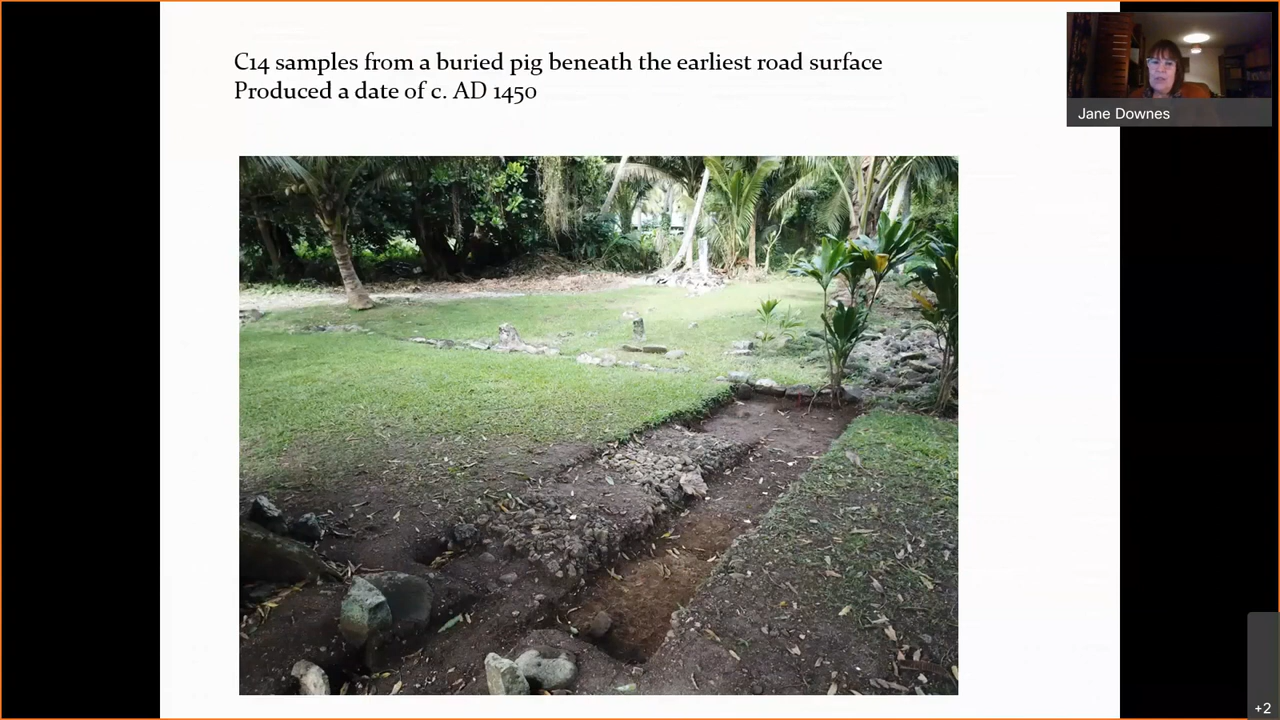 C14 samples from a buried pig beneath the earliest road surface
Produced a date of c. AD 1450
Jane Downes
+2